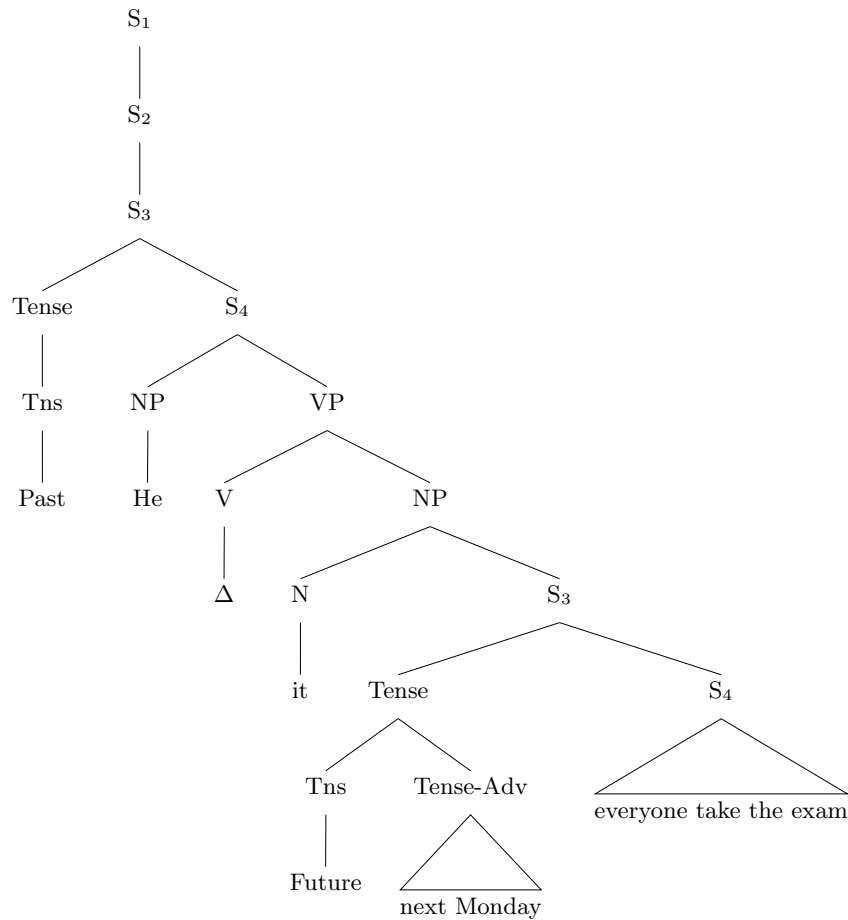 S₁
S₂
S₃
Tense S₄
Tns NP VP
Past He V NP
Δ N S₃
it Tense S₄
Tns Tense-Adv
everyone take the exam
Future
next Monday